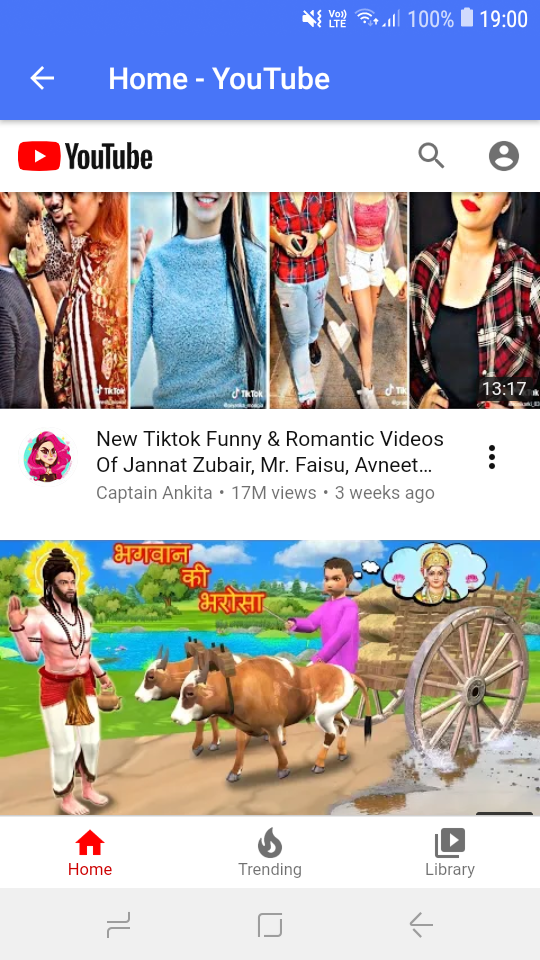 Vo))
LTE
100%
19:00
Home - YouTube
YouTube
TikTok
TikTok
TikTok
13:17
New Tiktok Funny & Romantic Videos
Of Jannat Zubair, Mr. Faisu, Avneet...
Captain Ankita • 17M views • 3 weeks ago
भगवान
की
भरोसा
Home
Trending
Library